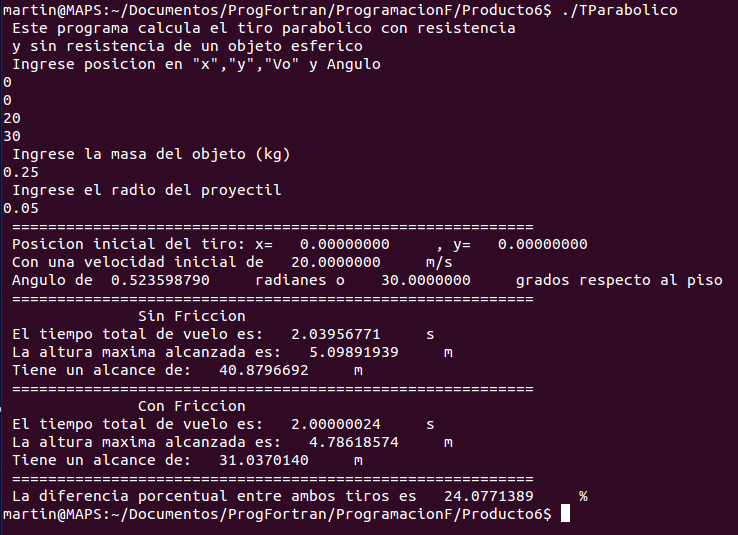 martin@MAPS:~/Documentos/ProgFortran/ProgramacionF/Producto6$ ./TParabolico
Este programa calcula el tiro parabolico con resistencia
y sin resistencia de un objeto esferico
Ingrese posicion en "x","y","Vo" y Angulo
0
0
20
30
Ingrese la masa del objeto (kg)
0.25
Ingrese el radio del proyectil
0.05
==========================================================
Posicion inicial del tiro: x=   0.00000000     , y=   0.00000000
Con una velocidad inicial de   20.0000000     m/s
Angulo de  0.523598790     radianes o    30.0000000     grados respecto al piso
==========================================================
Sin Friccion
El tiempo total de vuelo es:   2.03956771     s
La altura maxima alcanzada es:   5.09891939     m
Tiene un alcance de:   40.8796692     m
==========================================================
Con Friccion
El tiempo total de vuelo es:   2.00000024     s
La altura maxima alcanzada es:   4.78618574     m
Tiene un alcance de:   31.0370140     m
==========================================================
La diferencia porcentual entre ambos tiros es   24.0771389     %
martin@MAPS:~/Documentos/ProgFortran/ProgramacionF/Producto6$